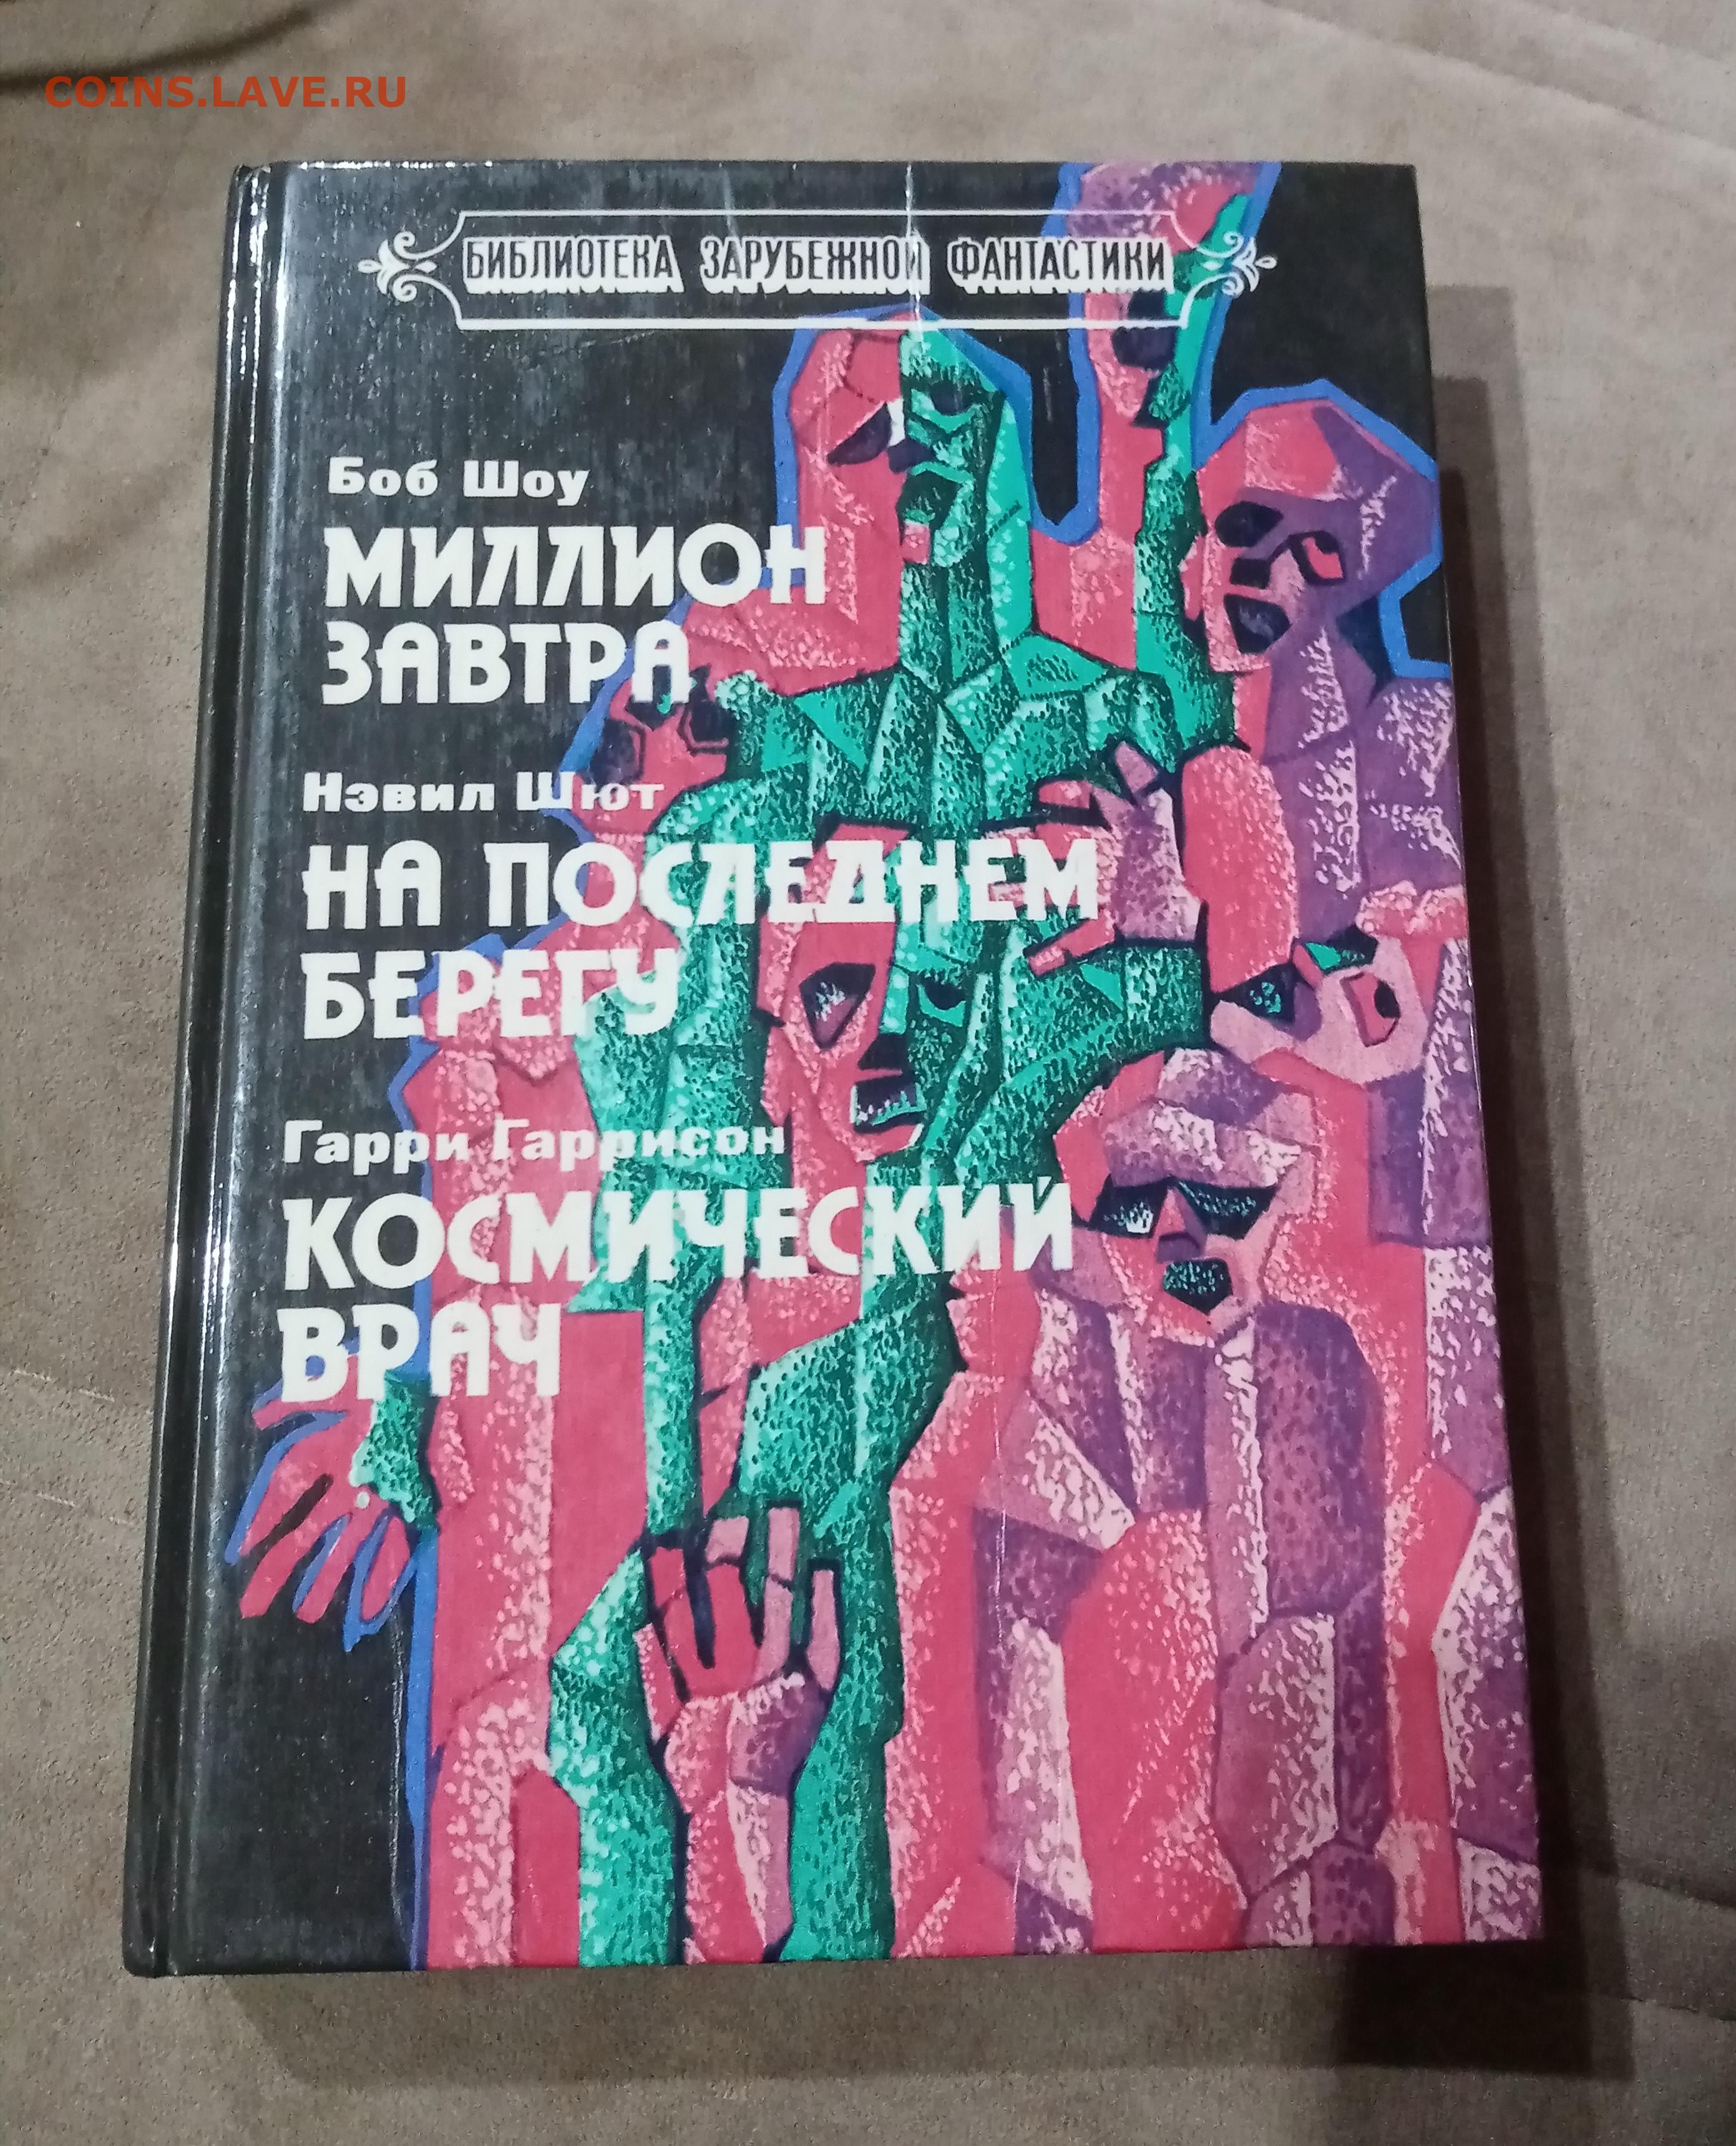 COINS.LAVE.RU
БИБЛИОТЕКА ЗАРУБЕЖНОЙ ФАНТАСТИКИ
Боб Шоу
МИЛЛИОН
ЗАВТРА
Нэвил Шют
НА ПОСЛЕДНЕМ
БЕРЕГУ
Гарри Гаррисон
КОСМИЧЕСКИЙ
ВРАЧ